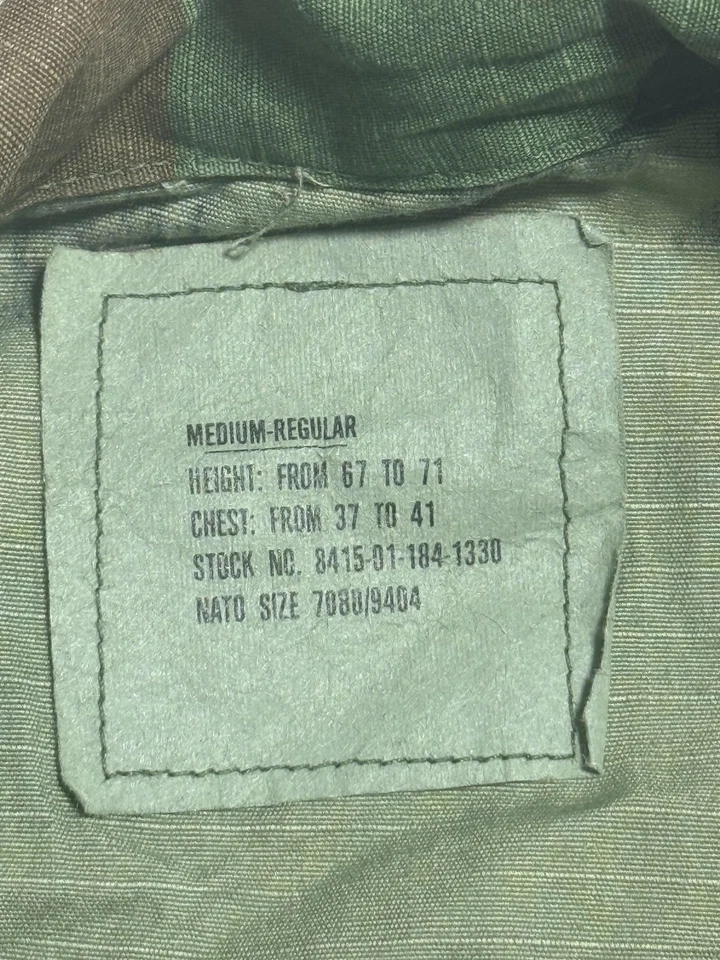 MEDIUM-REGULAR
HEIGHT: FROM 67 TO 71
CHEST: FROM 37 TO 41
STOCK NO. 8415-01-184-1330
NATO SIZE 7080/9404